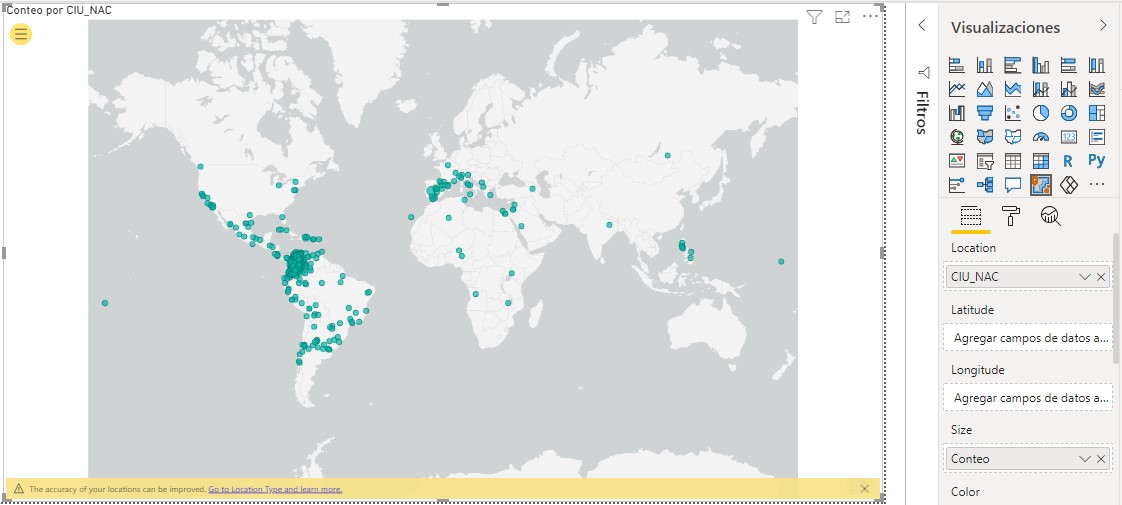 Conteo por CIU_NAC
Visualizaciones
Filtros
123
R
Py
Location
CIU_NAC
Latitude
Agregar campos de datos a...
Longitude
Agregar campos de datos a...
Size
Conteo
Color
The accuracy of your locations can be improved. Go to Location Type and learn more.